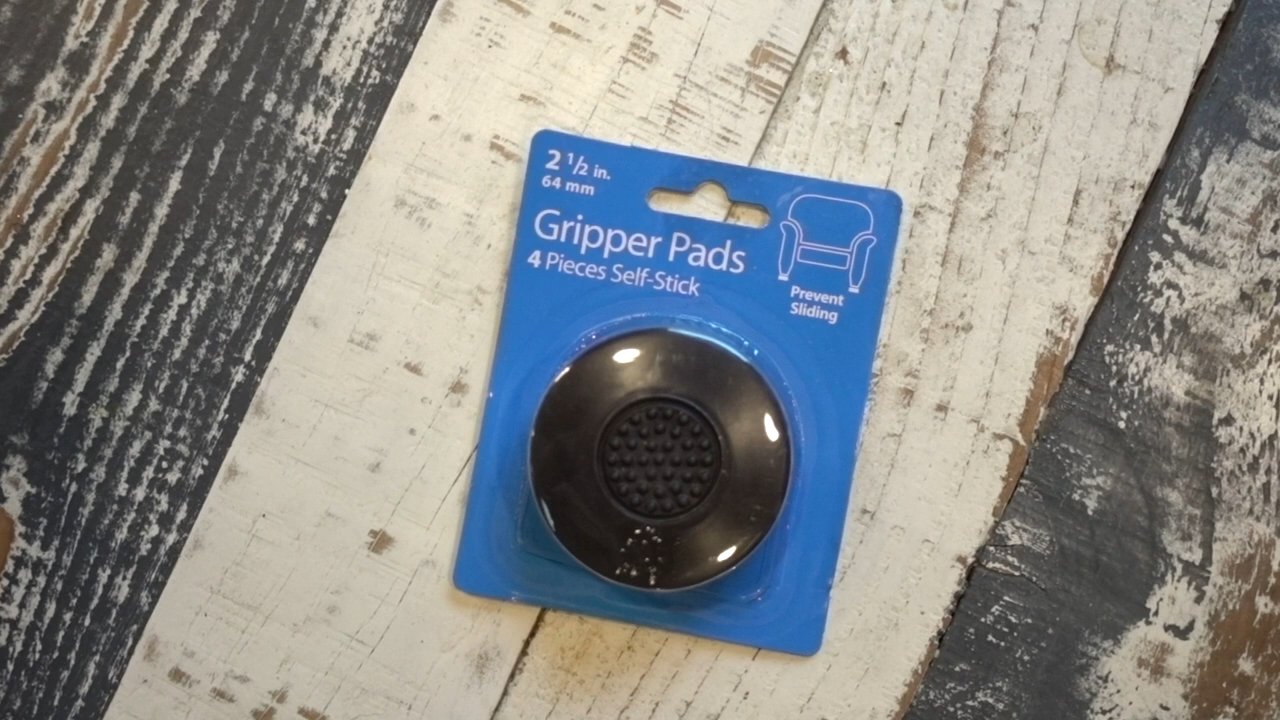 2 1/2 in.
64 mm
Gripper Pads
4 Pieces Self-Stick
Prevent
Sliding